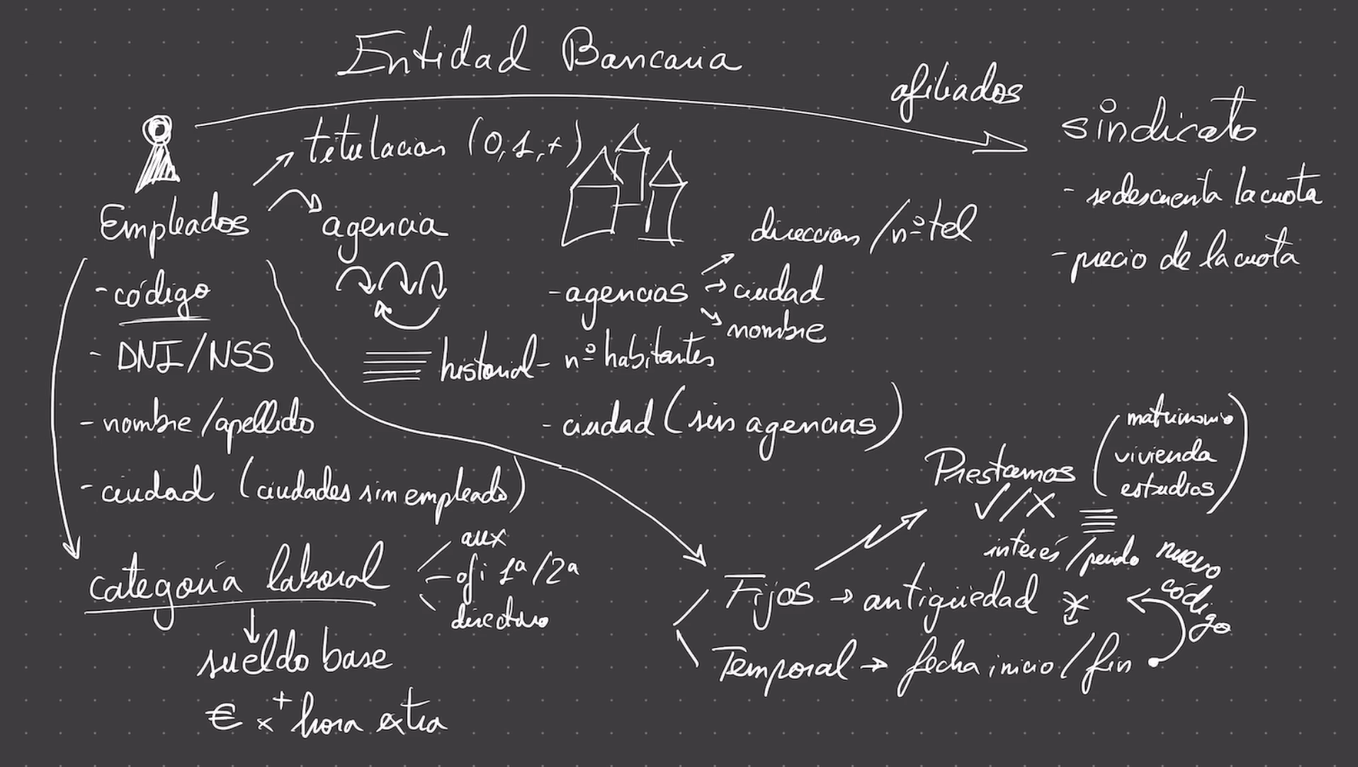 Entidad Bancaria
afiliados
sindicato
- se descuenta la cuota
- precio de la cuota
titulacion (0,1,+)
Empleados
agencia
- código
- DNI/NSS
- nombre/apellido
- ciudad (ciudades sin empleado)
historial
- agencias
direccion/nº tel
ciudad
nombre
- nº habitantes
- ciudad (sin agencias)
categoría laboral
aux
ofi 1ª/2ª
directivo
sueldo base
€ x + hora extra
Prestamos
(matrimonio
vivienda
estudios)
✓/X
interés/periodo
Fijos → antigüedad
nuevo
código
Temporal → fecha inicio/fin